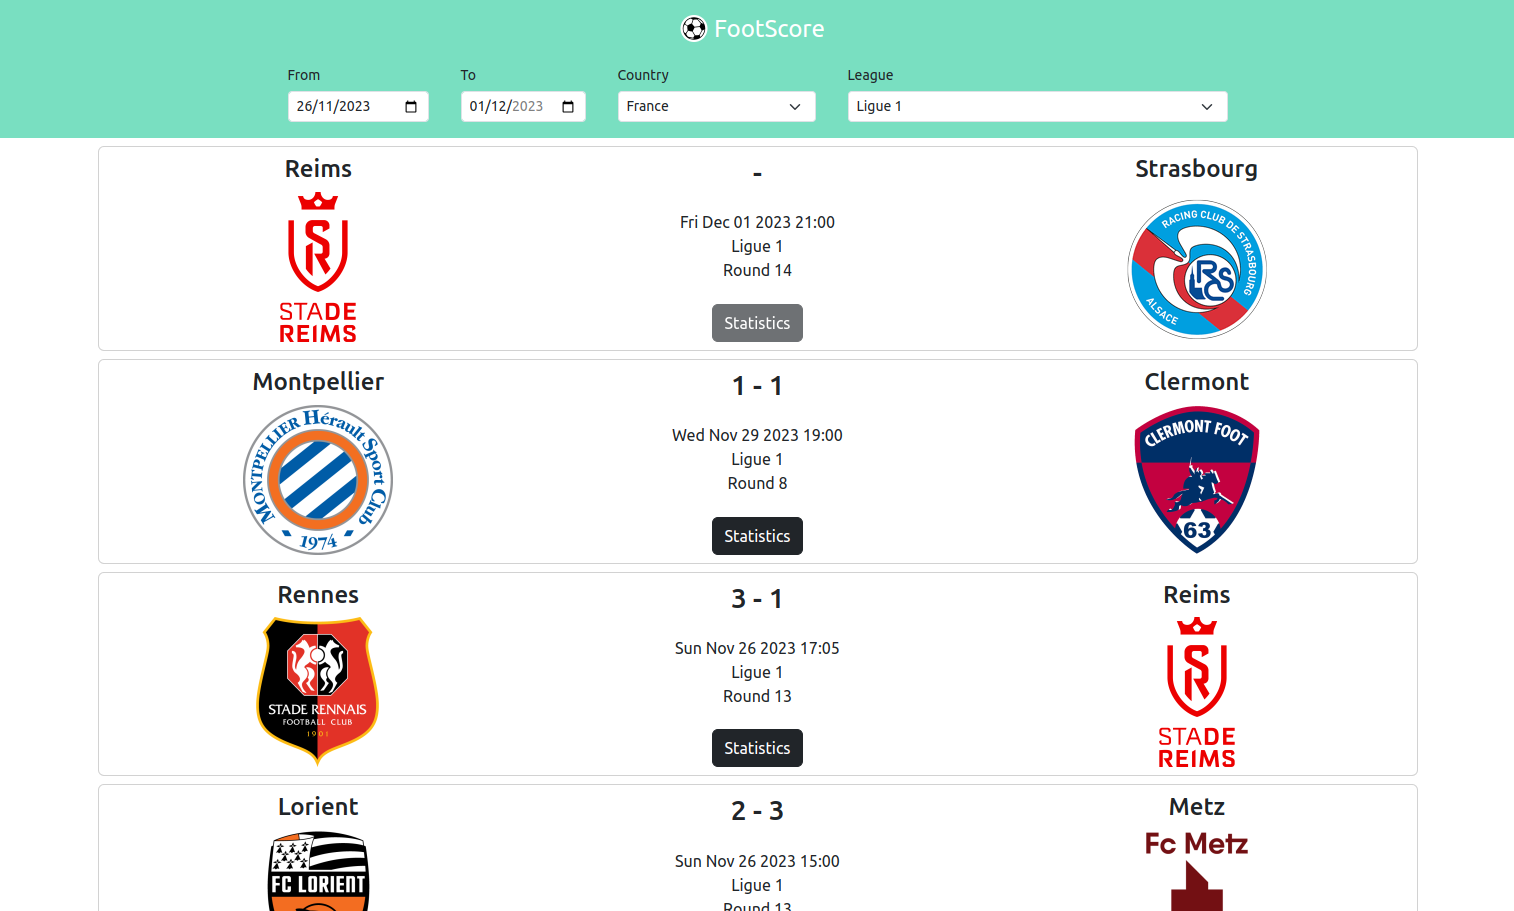 FootScore
From To Country League
26/11/2023 01/12/2023 France Ligue 1
Reims - Strasbourg
STADE
REIMS
RACING CLUB DE STRASBOURG
ALSACE
RSC
Fri Dec 01 2023 21:00
Ligue 1
Round 14
Statistics
Montpellier 1 - 1 Clermont
MONTPELLIER Hérault Sport Club
1974
CLERMONT FOOT
63
Wed Nov 29 2023 19:00
Ligue 1
Round 8
Statistics
Rennes 3 - 1 Reims
STADE RENNAIS
FOOTBALL CLUB
1901
STADE
REIMS
Sun Nov 26 2023 17:05
Ligue 1
Round 13
Statistics
Lorient 2 - 3 Metz
FC LORIENT
Fc Metz
Sun Nov 26 2023 15:00
Ligue 1
Round 13